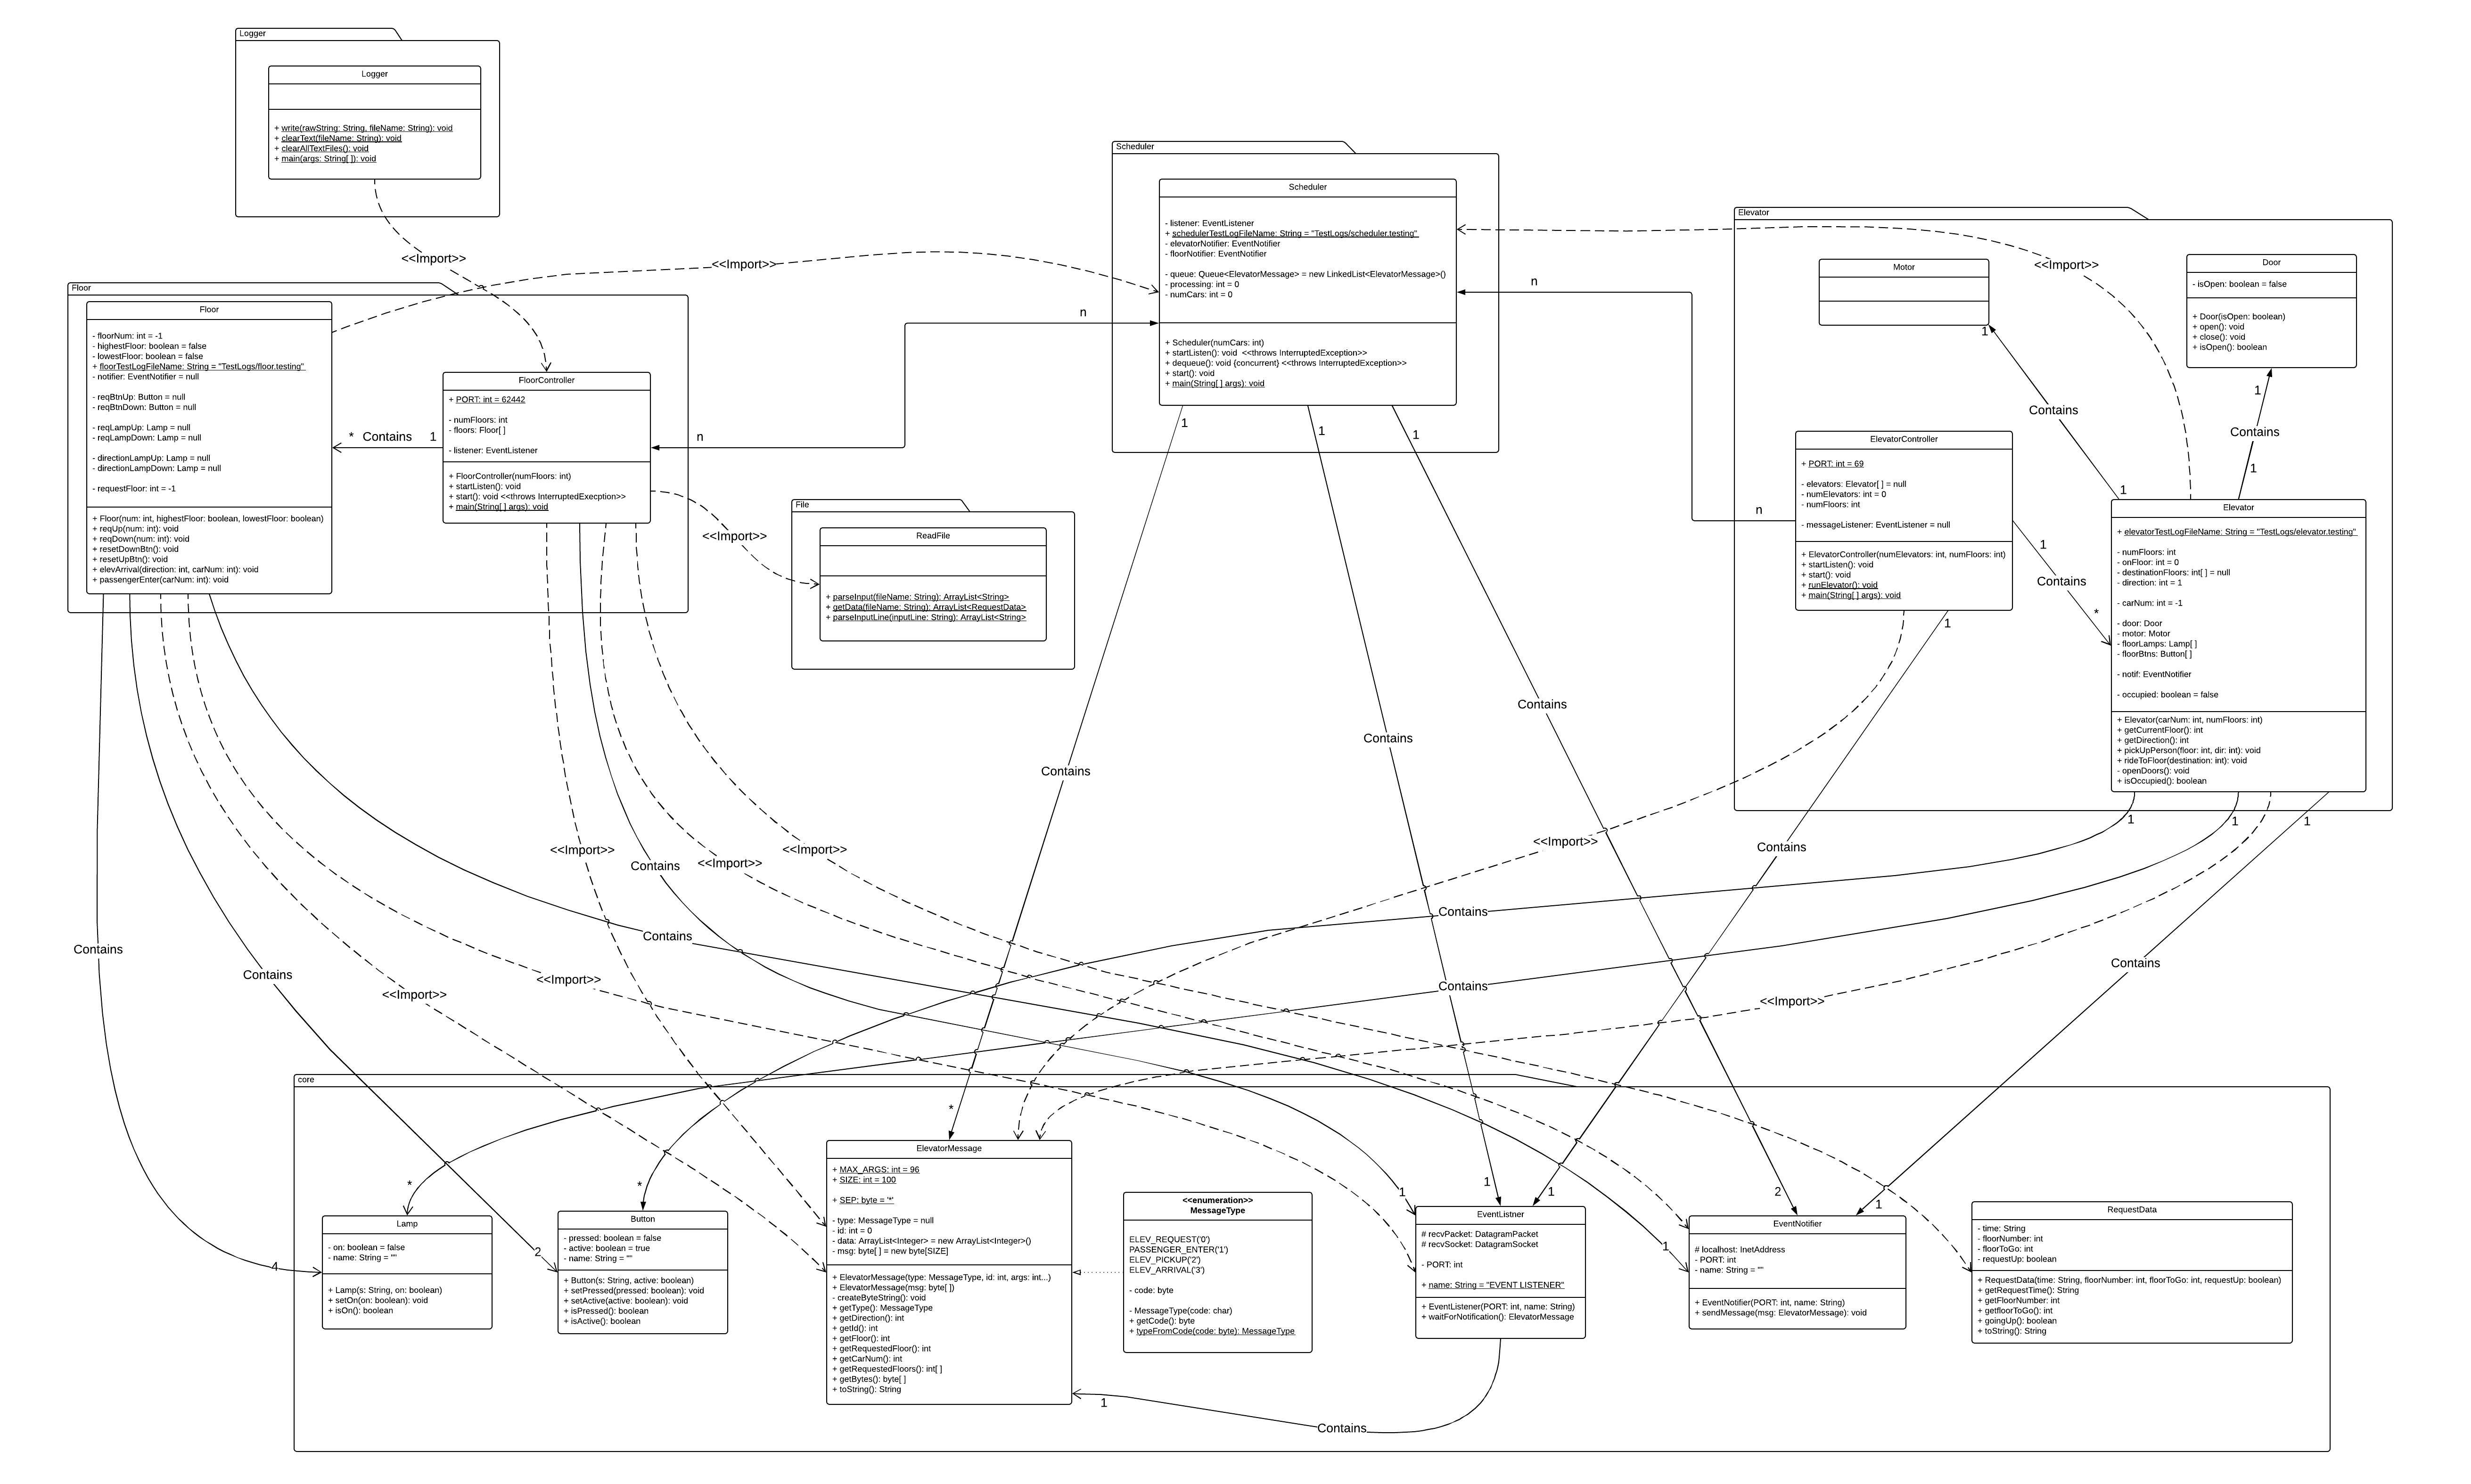 Logger
Logger
+ write(rawString: String, fileName: String): void
+ clearText(fileName: String): void
+ clearAllTextFiles(): void
+ main(args: String[ ]): void
<<Import>>
Scheduler
Scheduler
- listener: EventListener
+ schedulerTestLogFileName: String = "TestLogs/scheduler.testing"
- elevatorNotifier: EventNotifier
- floorNotifier: EventNotifier
- queue: Queue<ElevatorMessage> = new LinkedList<ElevatorMessage>()
- processing: int = 0
- numCars: int = 0
+ Scheduler(numCars: int)
+ startListen(): void  <<throws InterruptedException>>
+ dequeue(): void {concurrent} <<throws InterruptedException>>
+ start(): void
+ main(String[ ] args): void
<<Import>>
n
n
n
n
1
1
1
Elevator
<<Import>>
Motor
1
Contains
1
Door
- isOpen: boolean = false
+ Door(isOpen: boolean)
+ open(): void
+ close(): void
+ isOpen(): boolean
1
Contains
1
ElevatorController
+ PORT: int = 69
- elevators: Elevator[ ] = null
- numElevators: int = 0
- numFloors: int
- messageListener: EventListener = null
+ ElevatorController(numElevators: int, numFloors: int)
+ startListen(): void
+ start(): void
+ runElevator(): void
+ main(String[ ] args): void
1
Contains
*
1
Elevator
+ elevatorTestLogFileName: String = "TestLogs/elevator.testing"
- numFloors: int
- onFloor: int = 0
- destinationFloors: int[ ] = null
- direction: int = 1
- carNum: int = -1
- door: Door
- motor: Motor
- floorLamps: Lamp[ ]
- floorBtns: Button[ ]
- notif: EventNotifier
- occupied: boolean = false
+ Elevator(carNum: int, numFloors: int)
+ getCurrentFloor(): int
+ getDirection(): int
+ pickUpPerson(floor: int, dir: int): void
+ rideToFloor(destination: int): void
- openDoors(): void
+ isOccupied(): boolean
1
1
1
Floor
Floor
- floorNum: int = -1
- highestFloor: boolean = false
- lowestFloor: boolean = false
+ floorTestLogFileName: String = "TestLogs/floor.testing"
- notifier: EventNotifier = null
- reqBtnUp: Button = null
- reqBtnDown: Button = null
- reqLampUp: Lamp = null
- reqLampDown: Lamp = null
- directionLampUp: Lamp = null
- directionLampDown: Lamp = null
- requestFloor: int = -1
+ Floor(num: int, highestFloor: boolean, lowestFloor: boolean)
+ reqUp(num: int): void
+ reqDown(num: int): void
+ resetDownBtn(): void
+ resetUpBtn(): void
+ elevArrival(direction: int, carNum: int): void
+ passengerEnter(carNum: int): void
* Contains 1
FloorController
+ PORT: int = 62442
- numFloors: int
- floors: Floor[ ]
- listener: EventListener
+ FloorController(numFloors: int)
+ startListen(): void
+ start(): void <<throws InterruptedExecption>>
+ main(String[ ] args): void
<<Import>>
File
ReadFile
+ parseInput(fileName: String): ArrayList<String>
+ getData(fileName: String): ArrayList<RequestData>
+ parseInputLine(inputLine: String): ArrayList<String>
Contains
Contains
Contains
<<Import>>
Contains
<<Import>>
Contains
<<Import>>
<<Import>>
Contains
Contains
Contains
Contains
Contains
Contains
<<Import>>
<<Import>>
Contains
<<Import>>
core
*
*
*
1
1
1
2
1
1
2
4
Lamp
- on: boolean = false
- name: String = ""
+ Lamp(s: String, on: boolean)
+ setOn(on: boolean): void
+ isOn(): boolean
Button
- pressed: boolean = false
- active: boolean = true
- name: String = ""
+ Button(s: String, active: boolean)
+ setPressed(pressed: boolean): void
+ setActive(active: boolean): void
+ isPressed(): boolean
+ isActive(): boolean
ElevatorMessage
+ MAX_ARGS: int = 96
+ SIZE: int = 100
+ SEP: byte = '*'
- type: MessageType = null
- id: int = 0
- data: ArrayList<Integer> = new ArrayList<Integer>()
- msg: byte[ ] = new byte[SIZE]
+ ElevatorMessage(type: MessageType, id: int, args: int...)
+ ElevatorMessage(msg: byte[ ])
- createByteString(): void
+ getType(): MessageType
+ getDirection(): int
+ getId(): int
+ getFloor(): int
+ getRequestedFloor(): int
+ getCarNum(): int
+ getRequestedFloors(): int[ ]
+ getBytes(): byte[ ]
+ toString(): String
<<enumeration>>
MessageType
ELEV_REQUEST('0')
PASSENGER_ENTER('1')
ELEV_PICKUP('2')
ELEV_ARRIVAL('3')
- code: byte
- MessageType(code: char)
+ getCode(): byte
+ typeFromCode(code: byte): MessageType
EventListner
# recvPacket: DatagramPacket
# recvSocket: DatagramSocket
- PORT: int
+ name: String = "EVENT LISTENER"
+ EventListener(PORT: int, name: String)
+ waitForNotification(): ElevatorMessage
EventNotifier
# localhost: InetAddress
- PORT: int
- name: String = ""
+ EventNotifier(PORT: int, name: String)
+ sendMessage(msg: ElevatorMessage): void
RequestData
- time: String
- floorNumber: int
- floorToGo: int
- requestUp: boolean
+ RequestData(time: String, floorNumber: int, floorToGo: int, requestUp: boolean)
+ getRequestTime(): String
+ getFloorNumber: int
+ getfloorToGo(): int
+ goingUp(): boolean
+ toString(): String
1
Contains